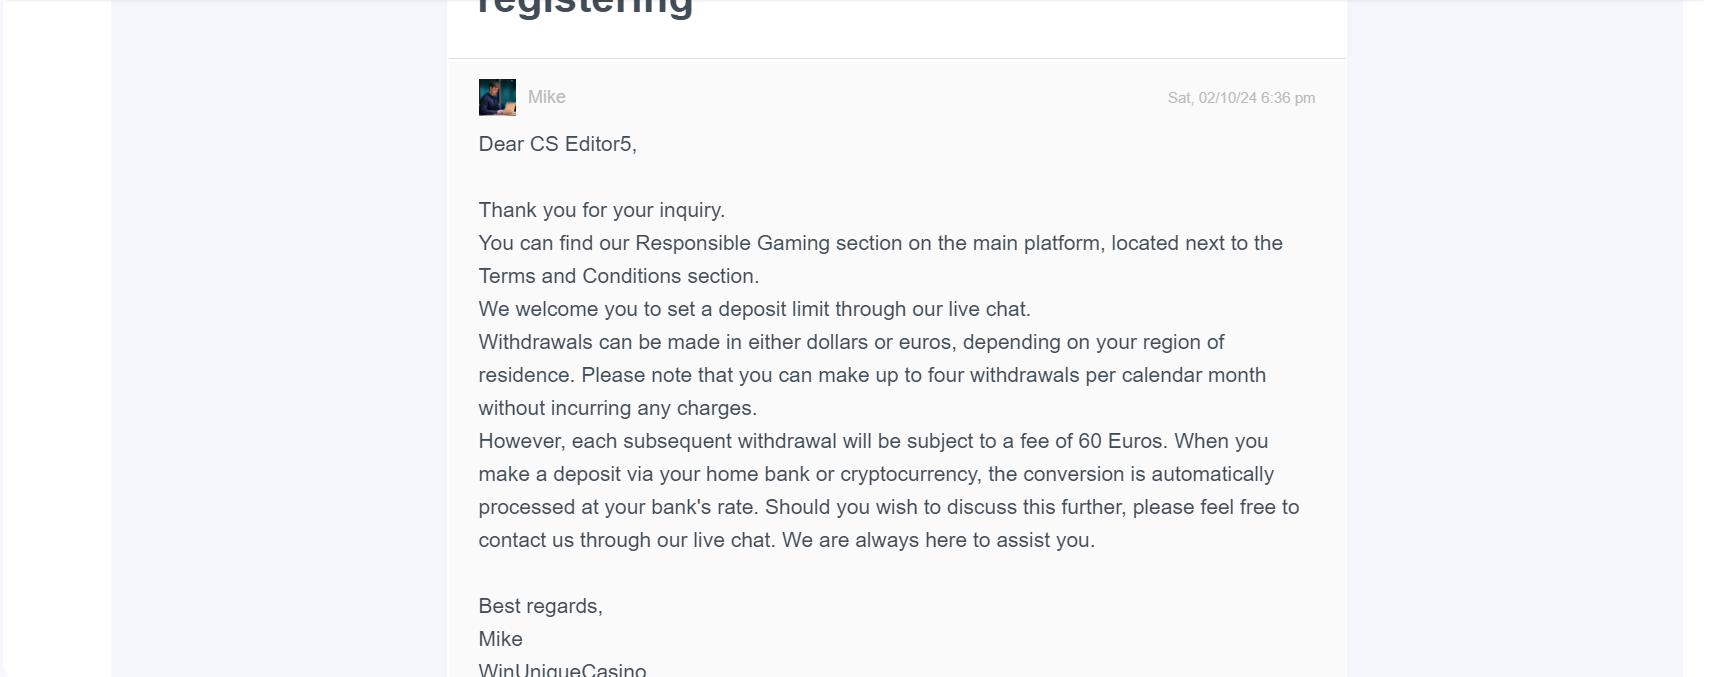 registering
Mike
Sat, 02/10/24 6:36 pm
Dear CS Editor5,
Thank you for your inquiry.
You can find our Responsible Gaming section on the main platform, located next to the
Terms and Conditions section.
We welcome you to set a deposit limit through our live chat.
Withdrawals can be made in either dollars or euros, depending on your region of
residence. Please note that you can make up to four withdrawals per calendar month
without incurring any charges.
However, each subsequent withdrawal will be subject to a fee of 60 Euros. When you
make a deposit via your home bank or cryptocurrency, the conversion is automatically
processed at your bank's rate. Should you wish to discuss this further, please feel free to
contact us through our live chat. We are always here to assist you.
Best regards,
Mike
WinUniqueCasino